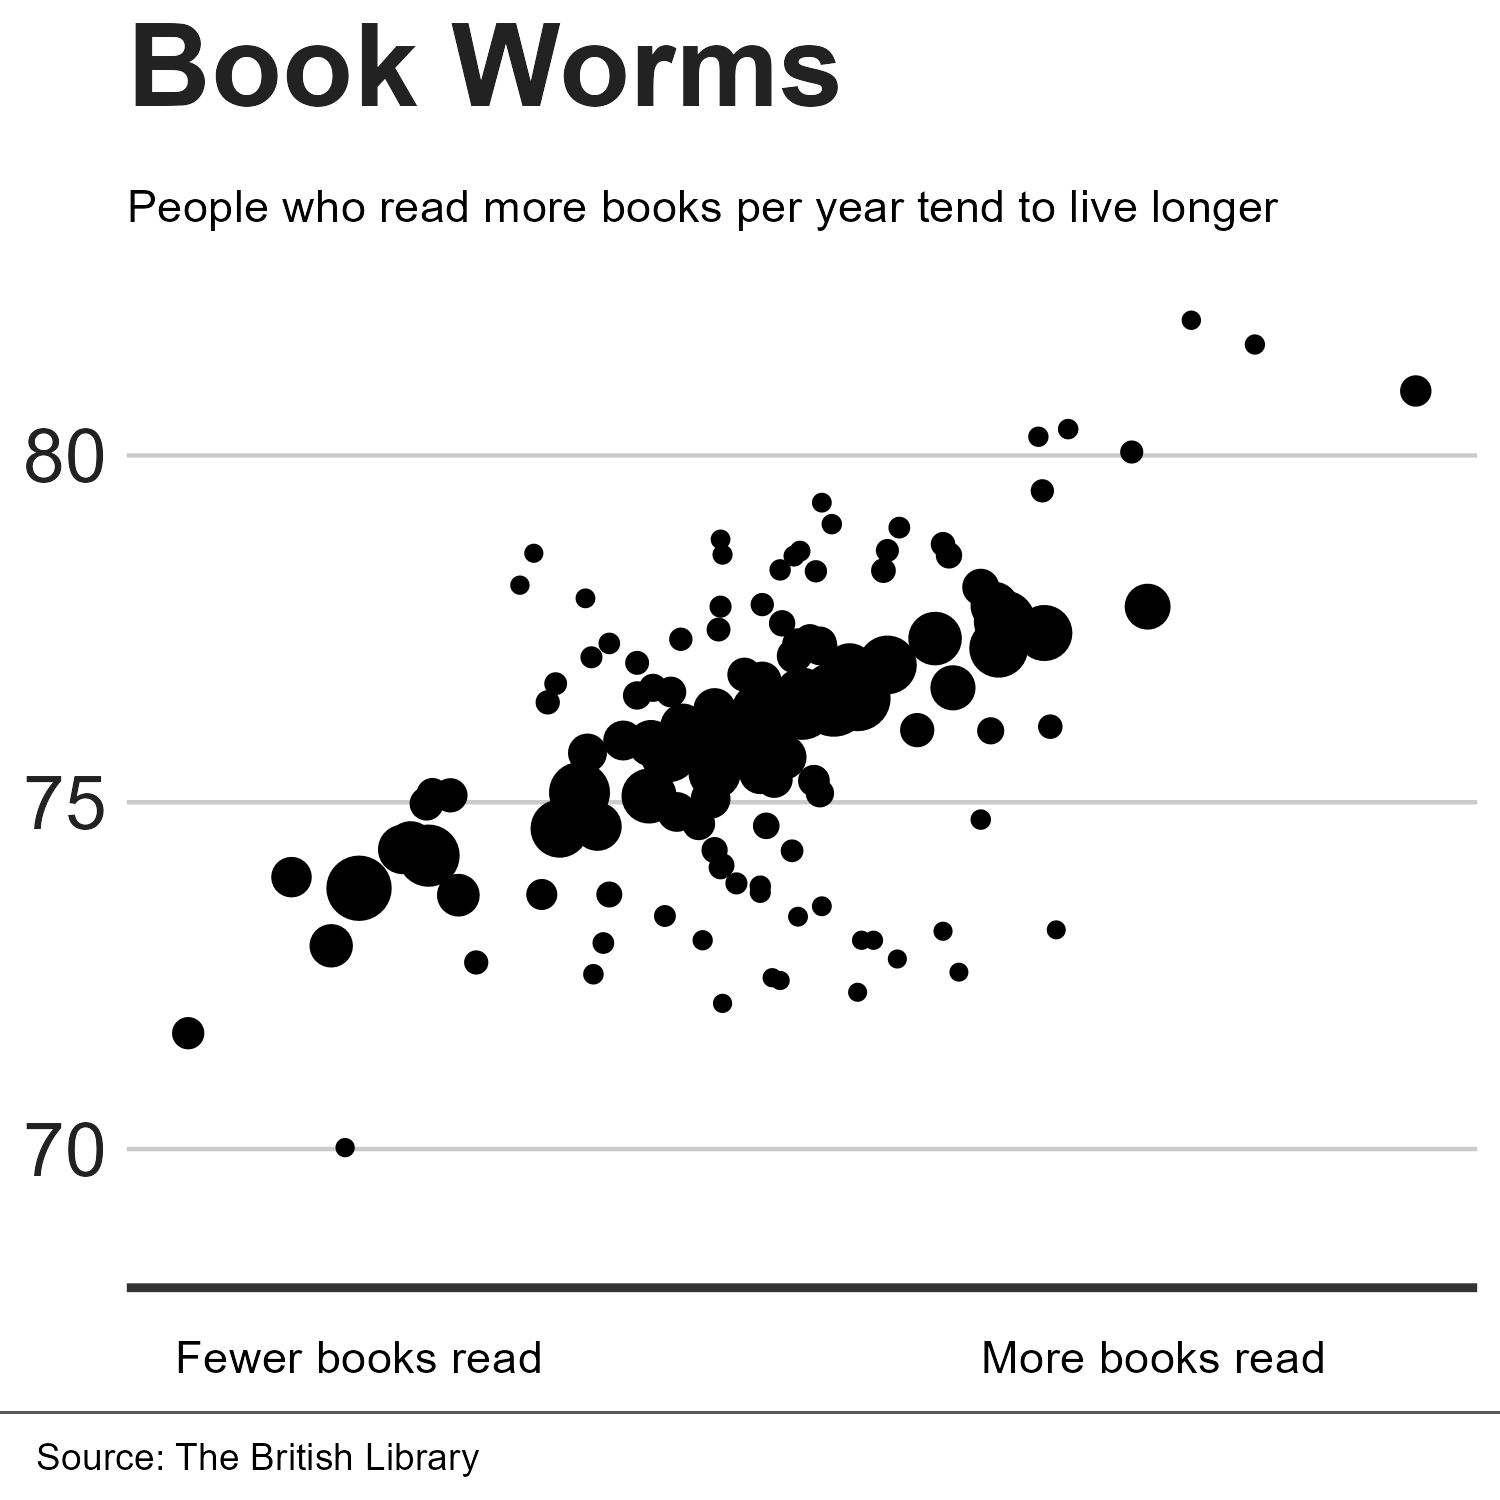 Book Worms
People who read more books per year tend to live longer
80
75
70
Fewer books read
More books read
Source: The British Library